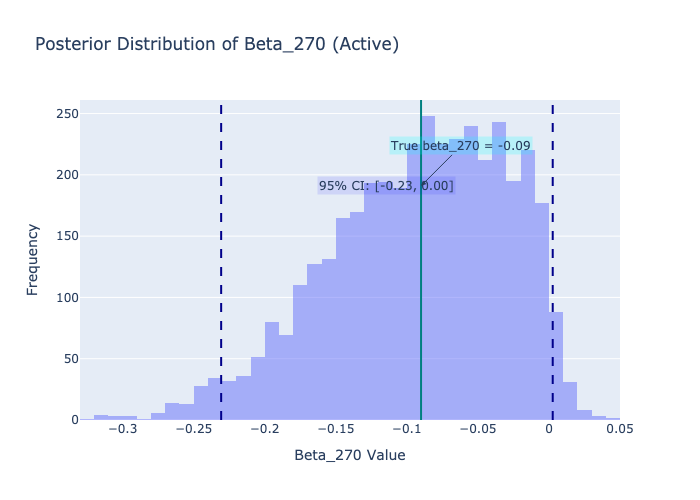 Posterior Distribution of Beta_270 (Active)
250
True beta_270 = -0.09
200
95% CI: [-0.23, 0.00]
150
100
50
0
−0.3
−0.25
−0.2
−0.15
−0.1
−0.05
0
0.05
Frequency
Beta_270 Value